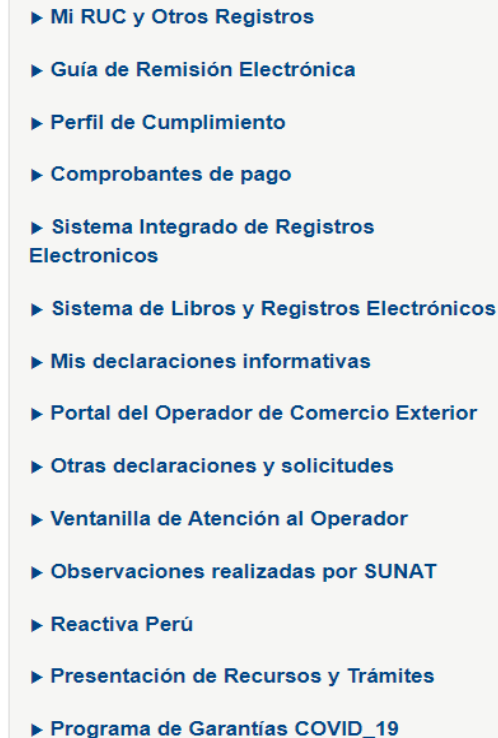 ▶ Mi RUC y Otros Registros
▶ Guía de Remisión Electrónica
▶ Perfil de Cumplimiento
▶ Comprobantes de pago
▶ Sistema Integrado de Registros
Electronicos
▶ Sistema de Libros y Registros Electrónicos
▶ Mis declaraciones informativas
▶ Portal del Operador de Comercio Exterior
▶ Otras declaraciones y solicitudes
▶ Ventanilla de Atención al Operador
▶ Observaciones realizadas por SUNAT
▶ Reactiva Perú
▶ Presentación de Recursos y Trámites
▶ Programa de Garantías COVID_19